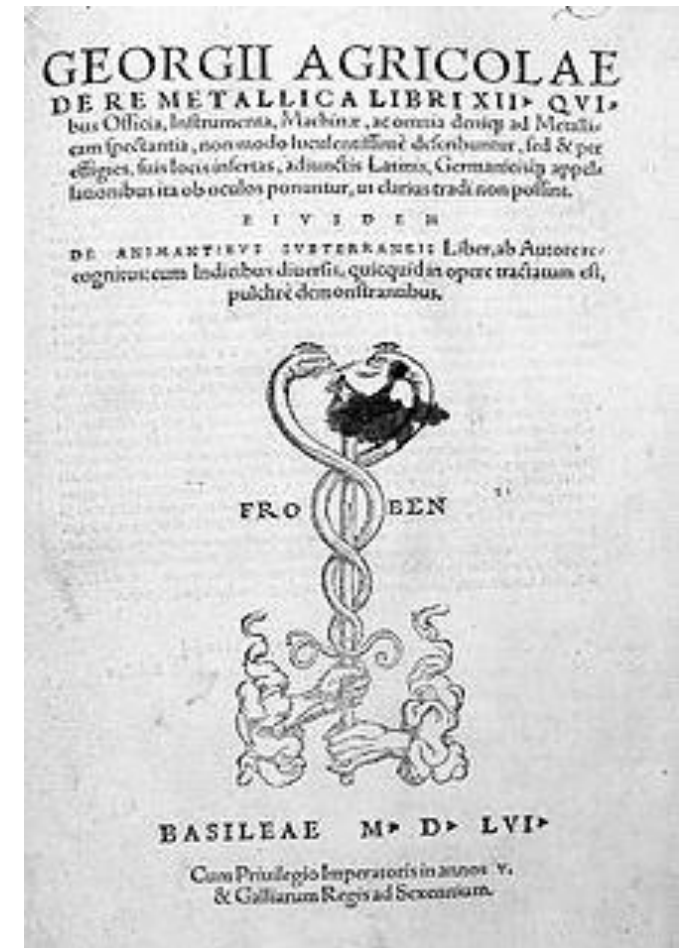 GEORGII AGRICOLAE
DE RE METALLICA LIBRI XII▸ QVI▸
bus Officia, Instrumenta, Machinæ, ac omnia deniq; ad Metalli-
cam spectantia, non modo luculentissimè describuntur, sed & per
effigies, suis locis insertas, adiunctis Latinis, Germanicisq; appel-
lationibus ita ob oculos ponuntur, ut clarius tradi non possint.
EIVSDEM
DE ANIMANTIBVS SVBTERRANEIS Liber, ab Autore re-
cognitus: cum Indicibus diuersis, quicquid in opere tractatum est,
pulchrè demonstrantibus.
FRO BEN
BASILEAE M▸ D▸ LVI▸
Cum Priuilegio Imperatoris in annos v.
& Galliarum Regis ad Sexennium.